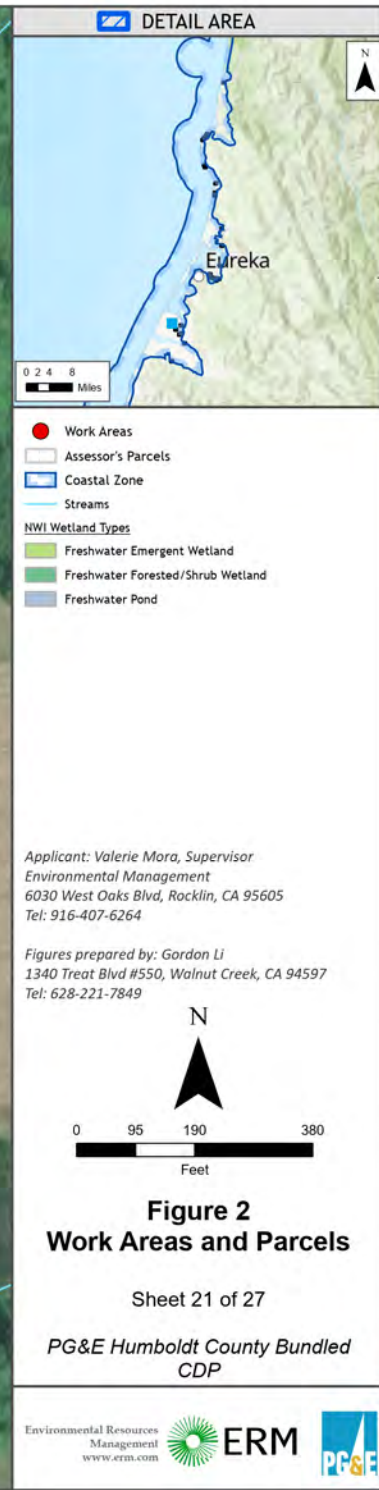 DETAIL AREA
N
Eureka
0 2 4 8
Miles
Work Areas
Assessor's Parcels
Coastal Zone
Streams
NWI Wetland Types
Freshwater Emergent Wetland
Freshwater Forested/Shrub Wetland
Freshwater Pond
Applicant: Valerie Mora, Supervisor
Environmental Management
6030 West Oaks Blvd, Rocklin, CA 95605
Tel: 916-407-6264
Figures prepared by: Gordon Li
1340 Treat Blvd #550, Walnut Creek, CA 94597
Tel: 628-221-7849
N
0 95 190 380
Feet
Figure 2
Work Areas and Parcels
Sheet 21 of 27
PG&E Humboldt County Bundled
CDP
Environmental Resources
Management
www.erm.com
ERM
PG&E